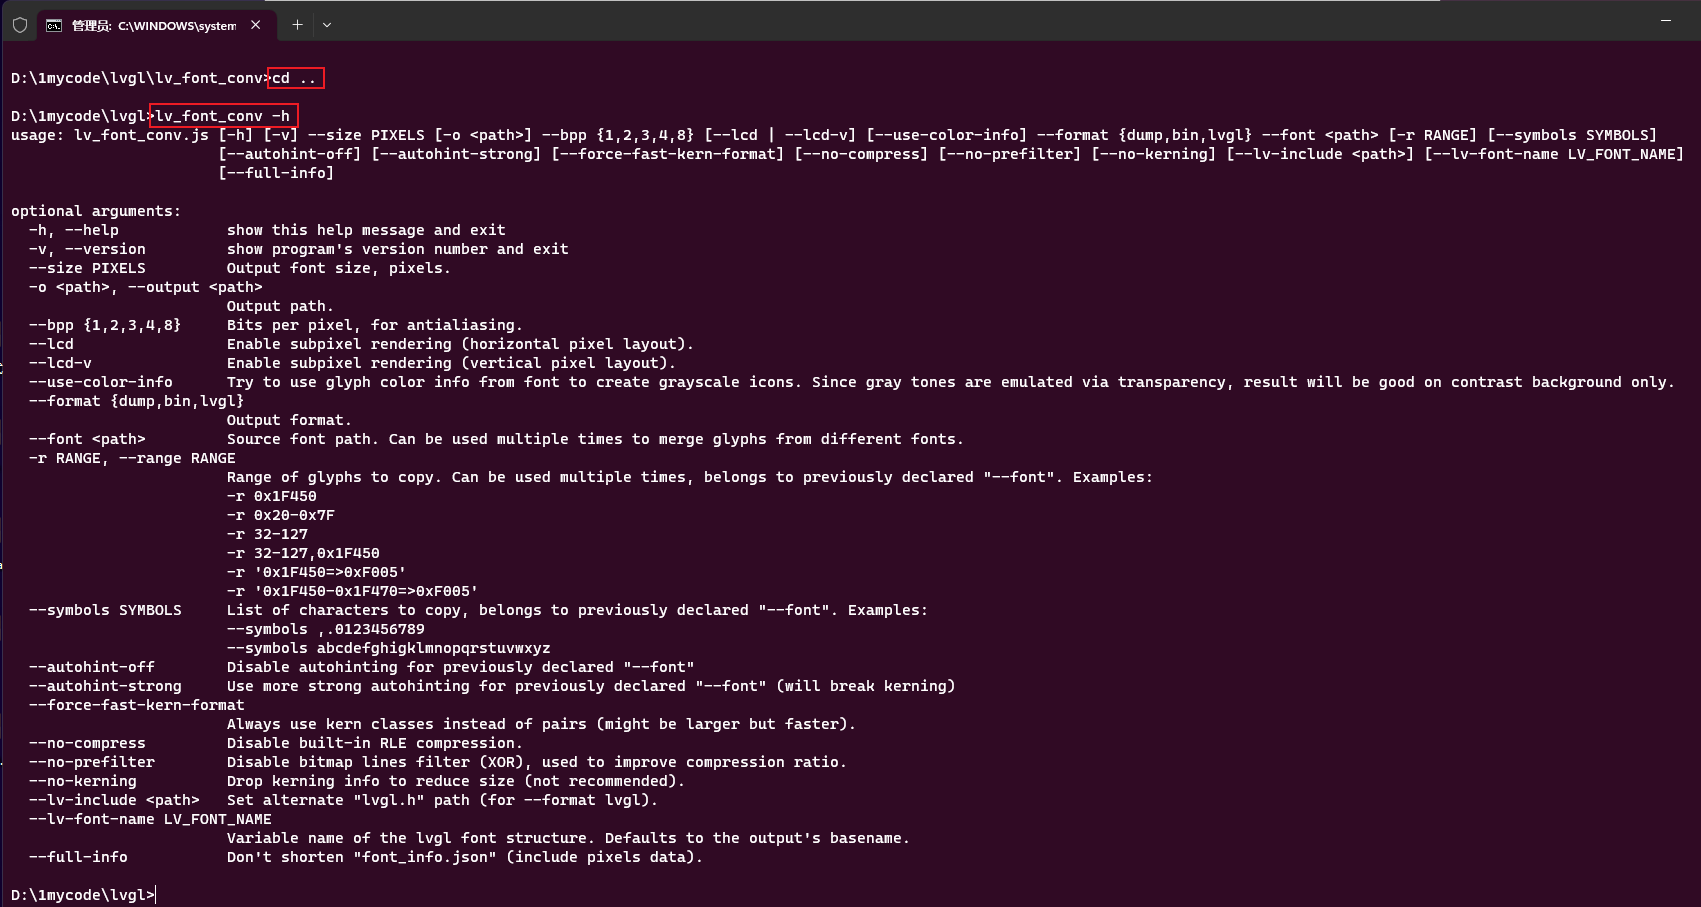 管理员: C:\WINDOWS\system
D:\1mycode\lvgl\lv_font_conv>cd ..
D:\1mycode\lvgl>lv_font_conv -h
usage: lv_font_conv.js [-h] [-v] --size PIXELS [-o <path>] --bpp {1,2,3,4,8} [--lcd | --lcd-v] [--use-color-info] --format {dump,bin,lvgl} --font <path> [-r RANGE] [--symbols SYMBOLS]
[--autohint-off] [--autohint-strong] [--force-fast-kern-format] [--no-compress] [--no-prefilter] [--no-kerning] [--lv-include <path>] [--lv-font-name LV_FONT_NAME]
[--full-info]
optional arguments:
-h, --help show this help message and exit
-v, --version show program's version number and exit
--size PIXELS Output font size, pixels.
-o <path>, --output <path>
Output path.
--bpp {1,2,3,4,8} Bits per pixel, for antialiasing.
--lcd Enable subpixel rendering (horizontal pixel layout).
--lcd-v Enable subpixel rendering (vertical pixel layout).
--use-color-info Try to use glyph color info from font to create grayscale icons. Since gray tones are emulated via transparency, result will be good on contrast background only.
--format {dump,bin,lvgl}
Output format.
--font <path> Source font path. Can be used multiple times to merge glyphs from different fonts.
-r RANGE, --range RANGE
Range of glyphs to copy. Can be used multiple times, belongs to previously declared "--font". Examples:
-r 0x1F450
-r 0x20-0x7F
-r 32-127
-r 32-127,0x1F450
-r '0x1F450=>0xF005'
-r '0x1F450-0x1F470=>0xF005'
--symbols SYMBOLS List of characters to copy, belongs to previously declared "--font". Examples:
--symbols ,.0123456789
--symbols abcdefghigklmnopqrstuvwxyz
--autohint-off Disable autohinting for previously declared "--font"
--autohint-strong Use more strong autohinting for previously declared "--font" (will break kerning)
--force-fast-kern-format
Always use kern classes instead of pairs (might be larger but faster).
--no-compress Disable built-in RLE compression.
--no-prefilter Disable bitmap lines filter (XOR), used to improve compression ratio.
--no-kerning Drop kerning info to reduce size (not recommended).
--lv-include <path> Set alternate "lvgl.h" path (for --format lvgl).
--lv-font-name LV_FONT_NAME
Variable name of the lvgl font structure. Defaults to the output's basename.
--full-info Don't shorten "font_info.json" (include pixels data).
D:\1mycode\lvgl>